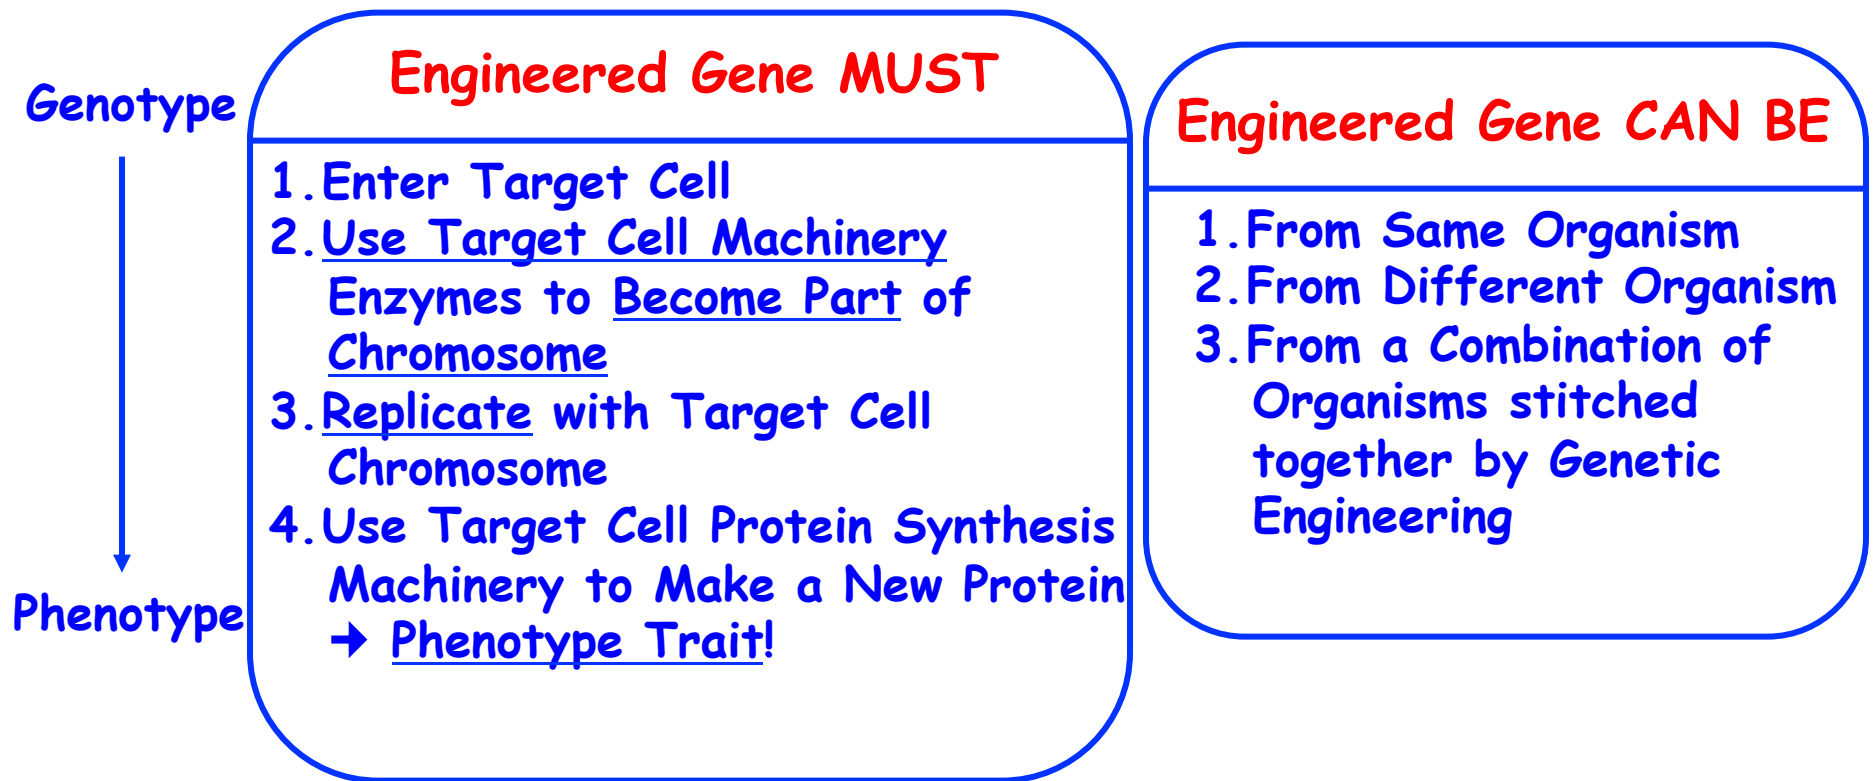 Genotype
Phenotype
Engineered Gene MUST
1.Enter Target Cell
2.Use Target Cell Machinery
Enzymes to Become Part of
Chromosome
3.Replicate with Target Cell
Chromosome
4.Use Target Cell Protein Synthesis
Machinery to Make a New Protein
➔ Phenotype Trait!
Engineered Gene CAN BE
1.From Same Organism
2.From Different Organism
3.From a Combination of
Organisms stitched
together by Genetic
Engineering